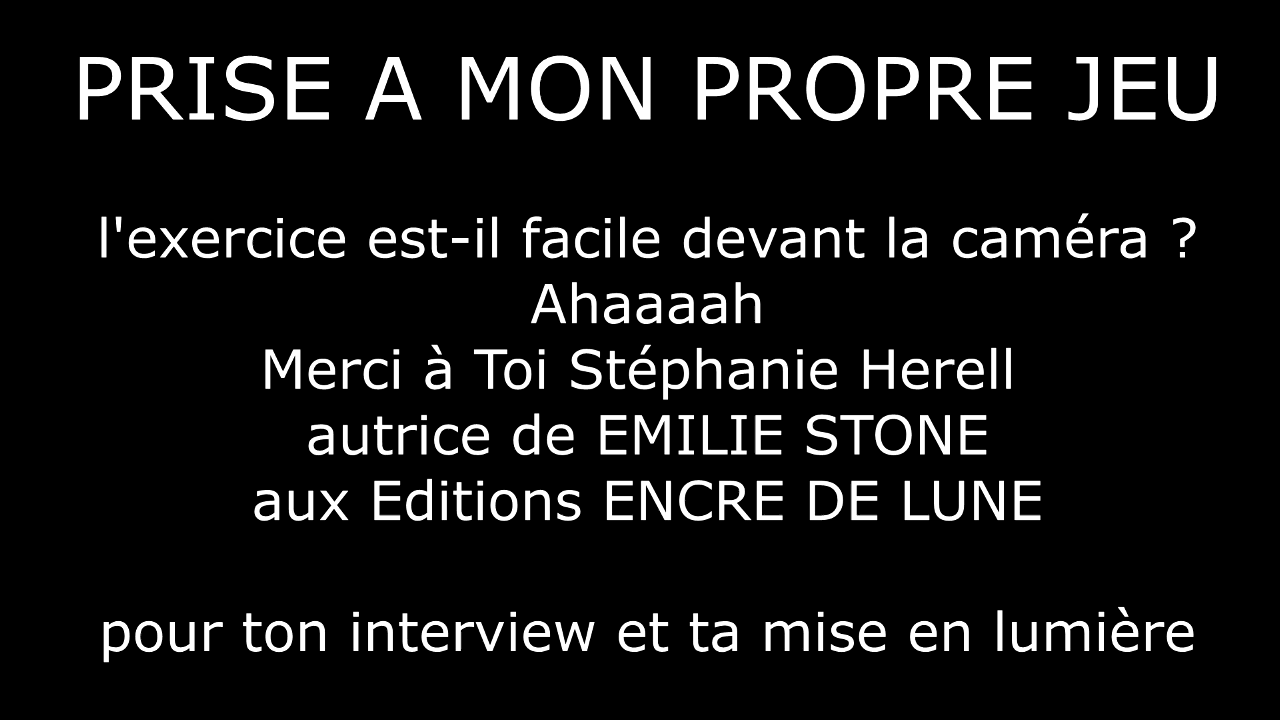 PRISE A MON PROPRE JEU
l'exercice est-il facile devant la caméra ?
Ahaaaah
Merci à Toi Stéphanie Herell
autrice de EMILIE STONE
aux Editions ENCRE DE LUNE
pour ton interview et ta mise en lumière